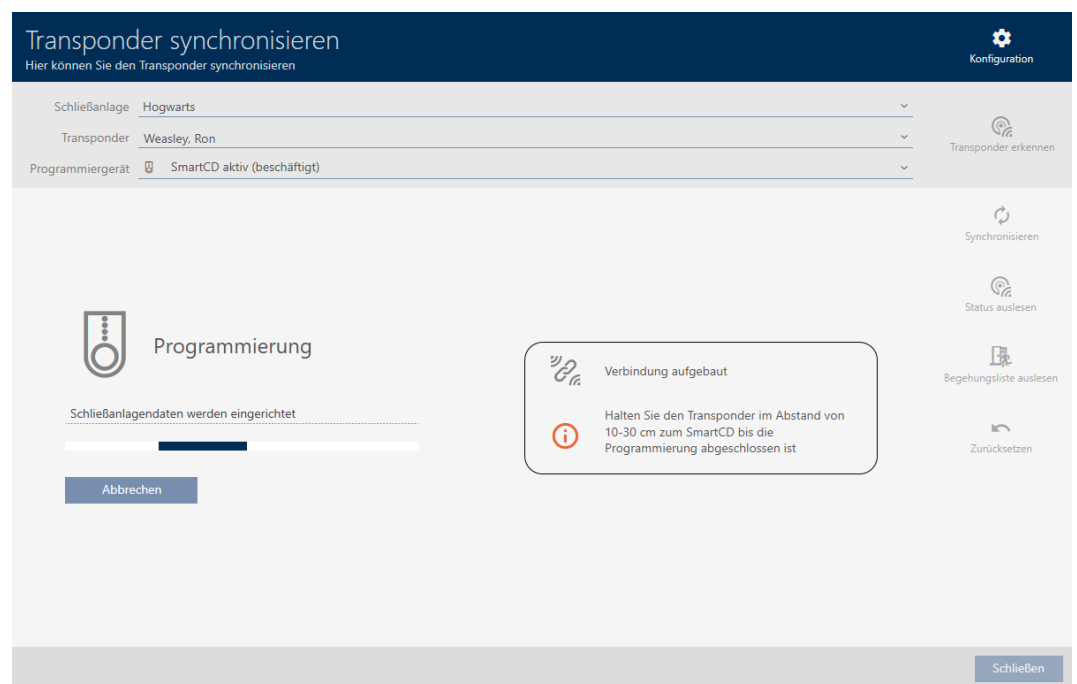 Transponder synchronisieren
Hier können Sie den Transponder synchronisieren
Konfiguration
Schließanlage Hogwarts
Transponder Weasley, Ron
Programmiergerät SmartCD aktiv (beschäftigt)
Transponder erkennen
Synchronisieren
Status auslesen
Begehungsliste auslesen
Zurücksetzen
Programmierung
Schließanlagendaten werden eingerichtet
Abbrechen
Verbindung aufgebaut
Halten Sie den Transponder im Abstand von
10-30 cm zum SmartCD bis die
Programmierung abgeschlossen ist
Schließen